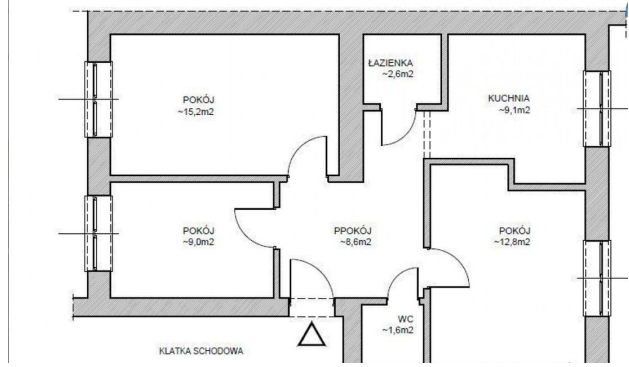 ŁAZIENKA
~2,6m2
POKÓJ
~15,2m2
KUCHNIA
~9,1m2
POKÓJ
~9,0m2
PPOKÓJ
~8,6m2
POKÓJ
~12,8m2
WC
~1,6m2
KLATKA SCHODOWA